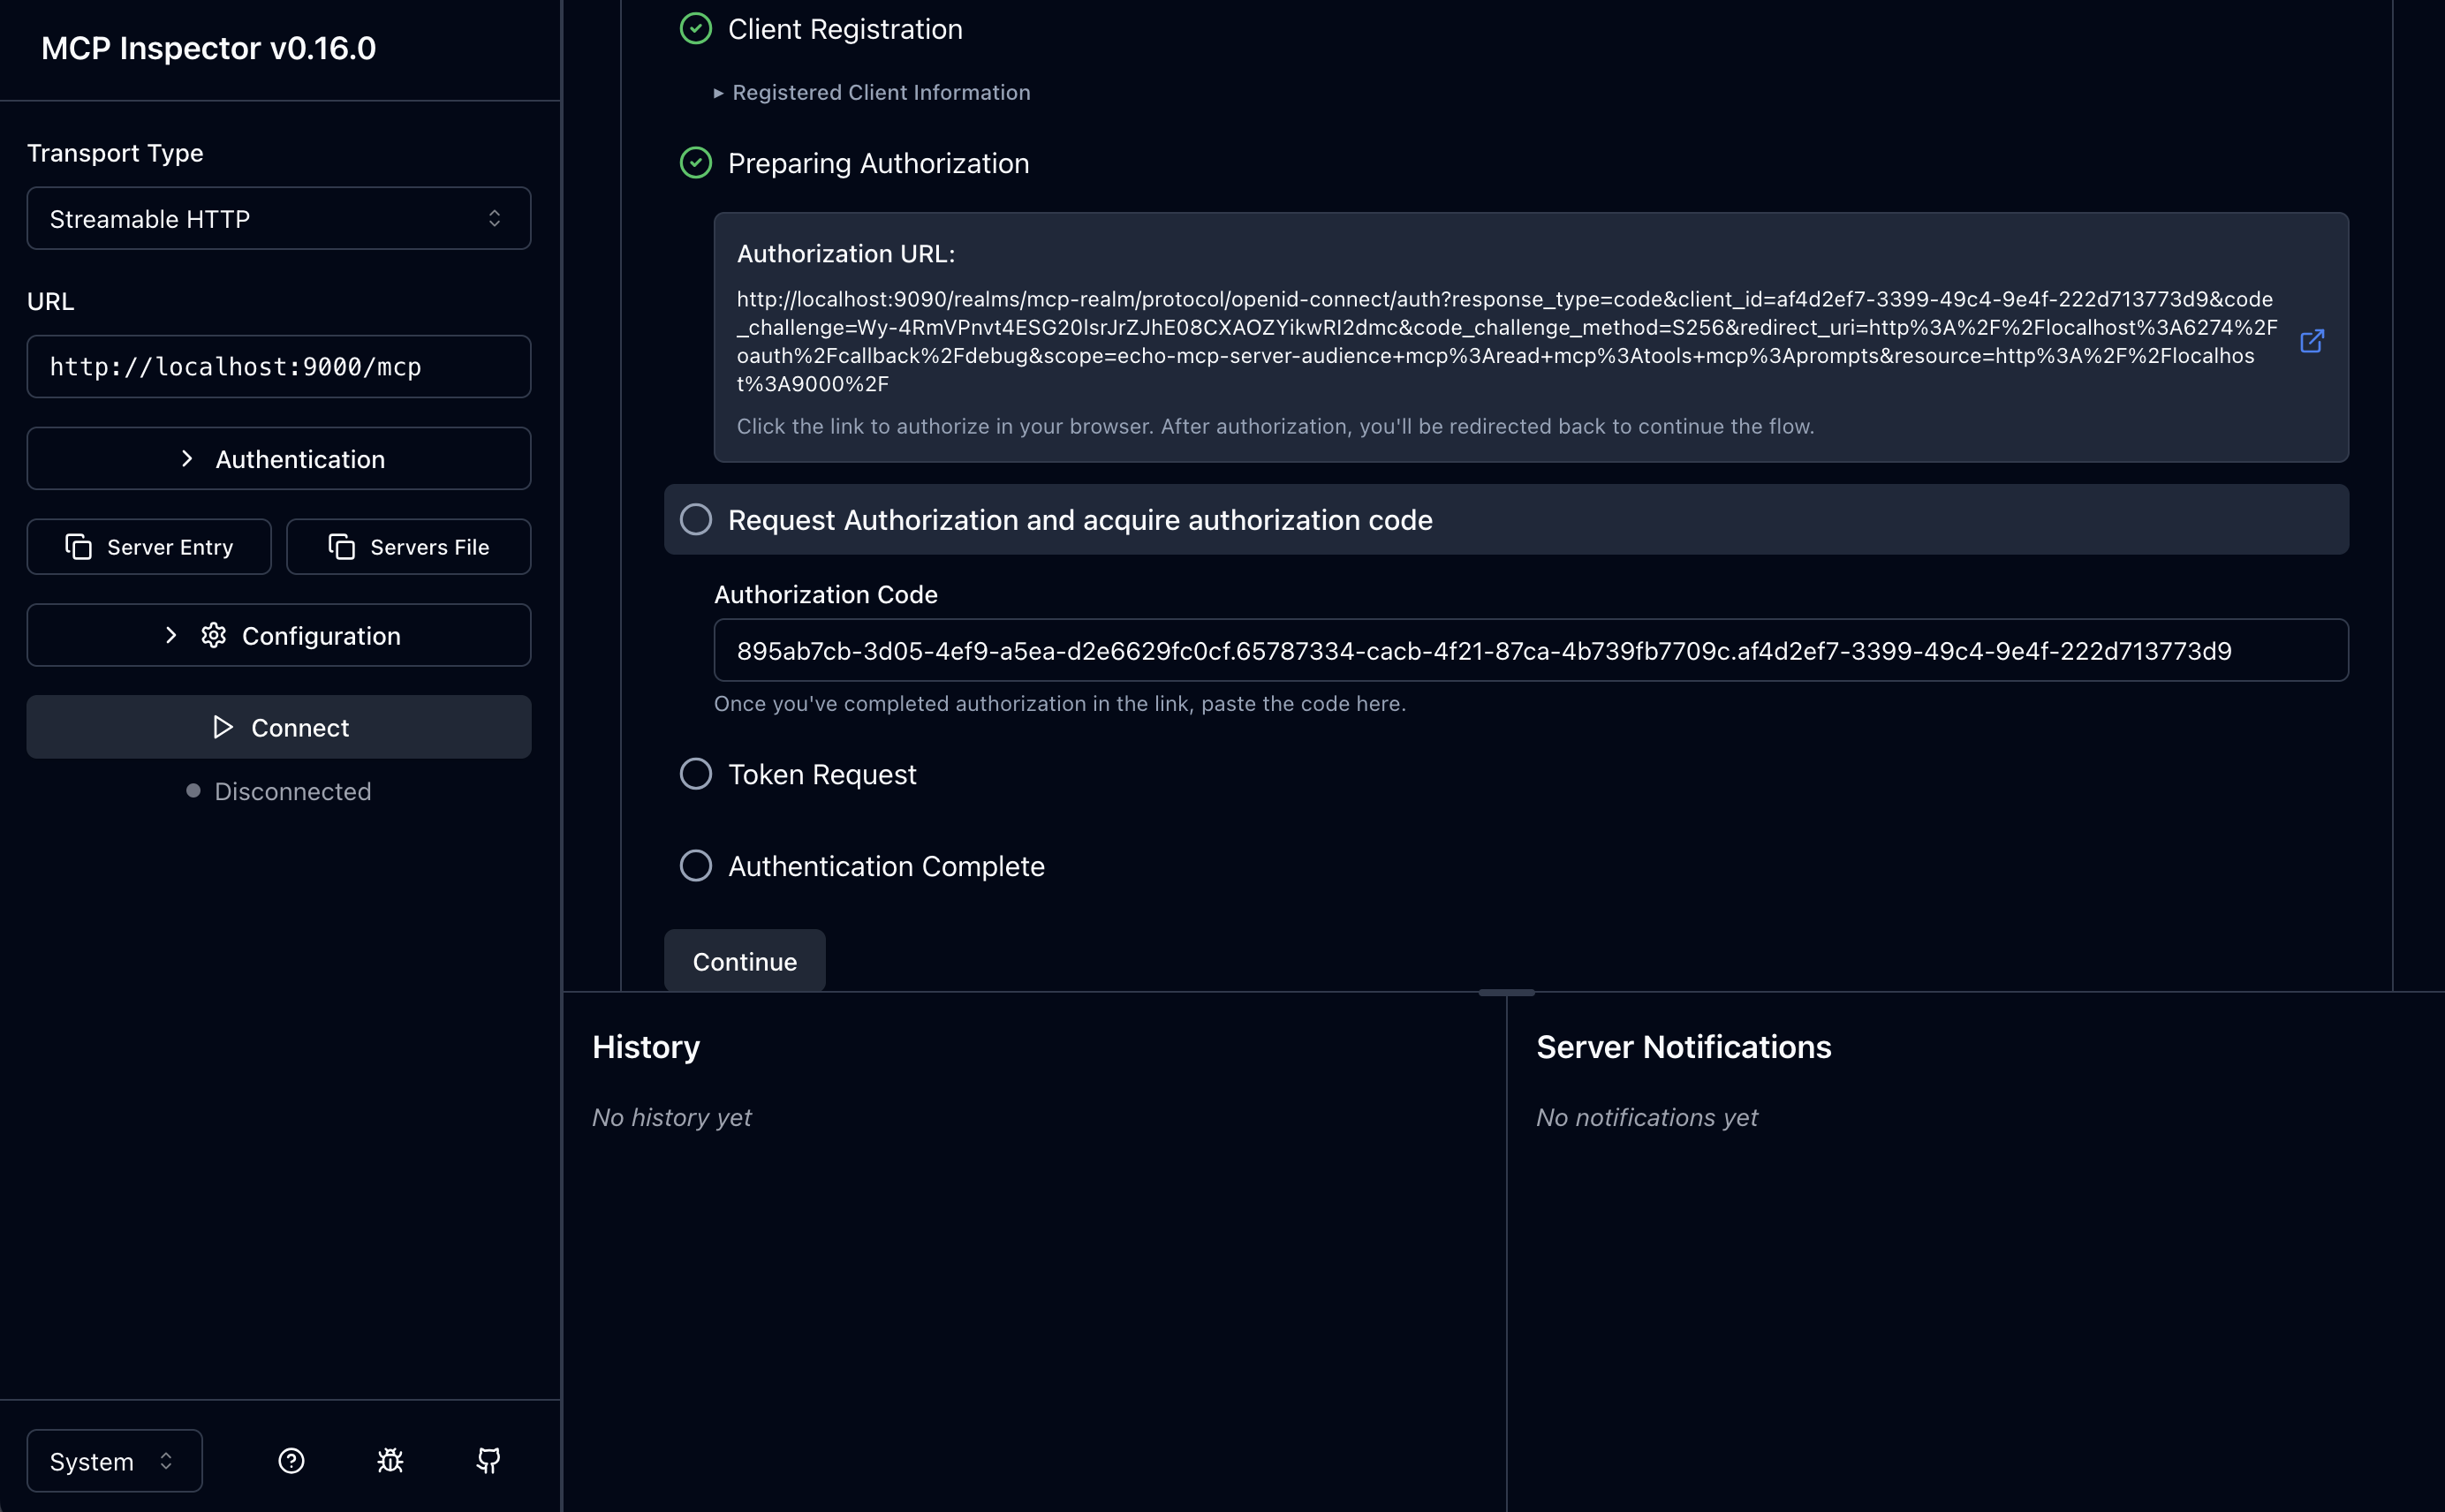 MCP Inspector v0.16.0
Transport Type
Streamable HTTP
URL
http://localhost:9000/mcp
Authentication
Server Entry
Servers File
Configuration
Connect
Disconnected
System
Client Registration
Registered Client Information
Preparing Authorization
Authorization URL:
http://localhost:9090/realms/mcp-realm/protocol/openid-connect/auth?response_type=code&client_id=af4d2ef7-3399-49c4-9e4f-222d713773d9&code
_challenge=Wy-4RmVPnvt4ESG20lsrJrZJhE08CXAOZYikwRI2dmc&code_challenge_method=S256&redirect_uri=http%3A%2F%2Flocalhost%3A6274%2F
oauth%2Fcallback%2Fdebug&scope=echo-mcp-server-audience+mcp%3Aread+mcp%3Atools+mcp%3Aprompts&resource=http%3A%2F%2Flocalhos
t%3A9000%2F
Click the link to authorize in your browser. After authorization, you'll be redirected back to continue the flow.
Request Authorization and acquire authorization code
Authorization Code
895ab7cb-3d05-4ef9-a5ea-d2e6629fc0cf.65787334-cacb-4f21-87ca-4b739fb7709c.af4d2ef7-3399-49c4-9e4f-222d713773d9
Once you've completed authorization in the link, paste the code here.
Token Request
Authentication Complete
Continue
History
No history yet
Server Notifications
No notifications yet